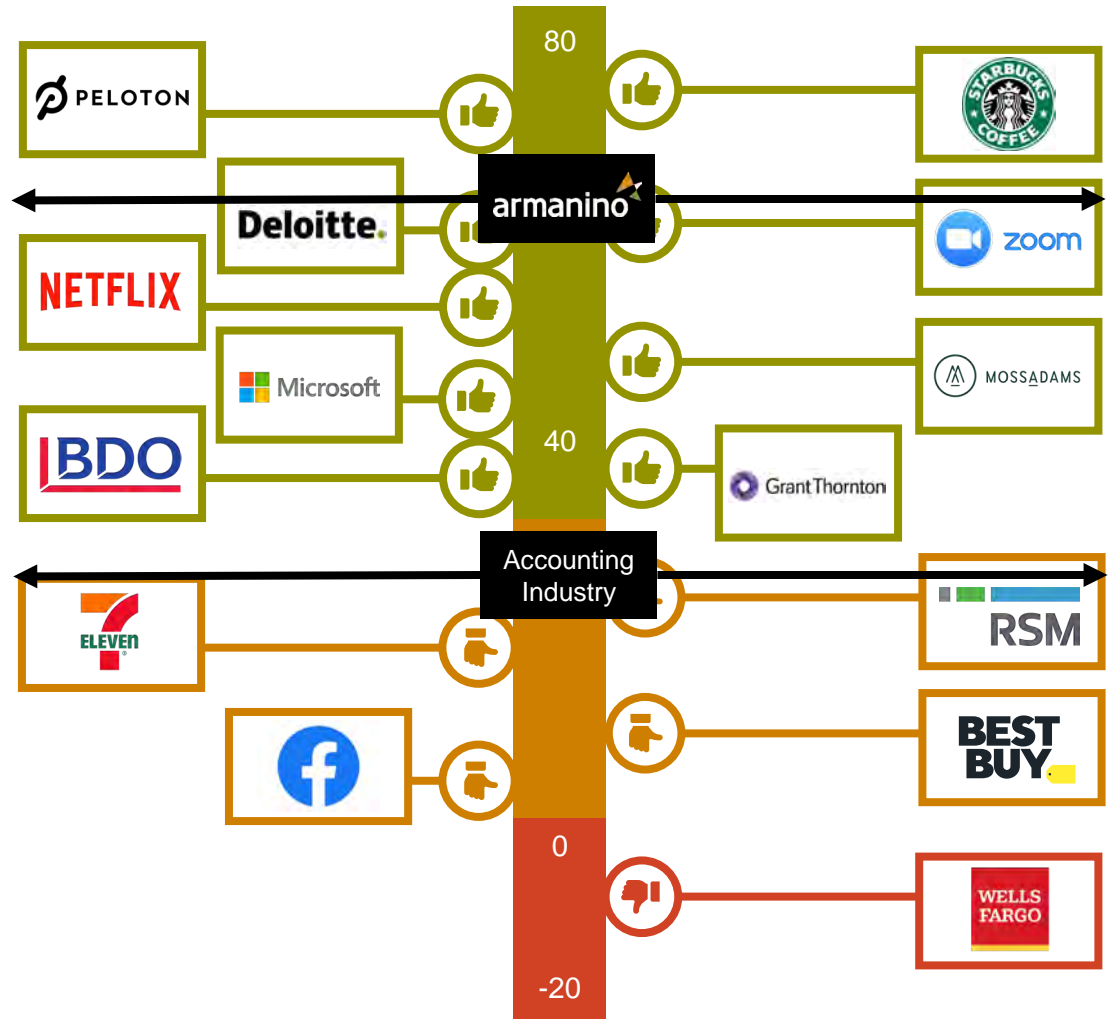 80
PELOTON
STARBUCKS
COFFEE
armanino
Deloitte.
zoom
NETFLIX
Microsoft
MOSSADAMS
40
BDO
GrantThornton
Accounting
Industry
7
ELEVEn
RSM
f
BEST
BUY
0
WELLS
FARGO
-20